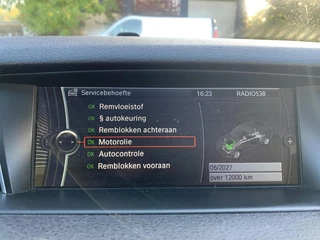 Servicebehoefte 16:23 RADIO538
OK Remvloeistof
OK § autokeuring
OK Remblokken achteraan
OK Motorolie
OK Autocontrole
OK Remblokken vooraan
06/2027
over 12000 km